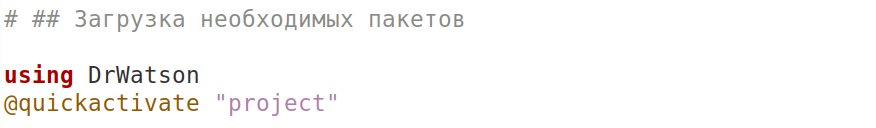 # ## Загрузка необходимых пакетов
using DrWatson
@quickactivate "project"